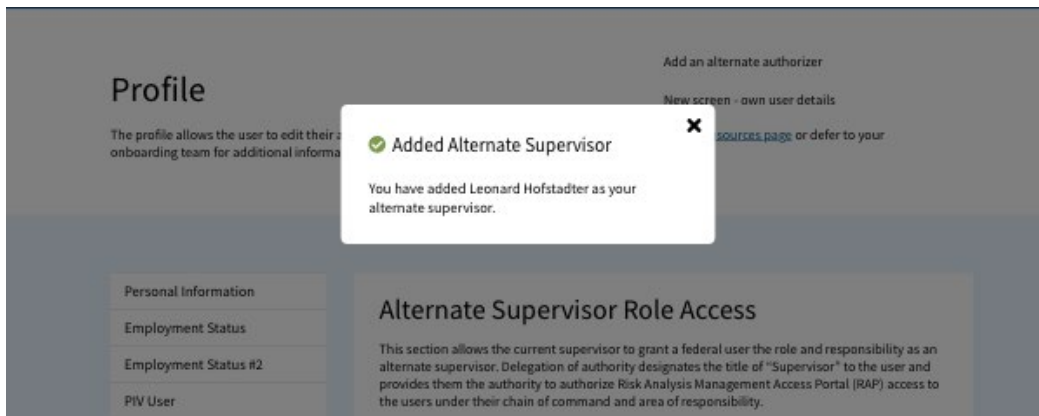 Add an alternate authorizer
Profile
New screen - own user details
The profile allows the user to edit their a
sources page or defer to your
onboarding team for additional informa
Added Alternate Supervisor
You have added Leonard Hofstadter as your
alternate supervisor.
Personal Information
Employment Status
Employment Status #2
PIV User
Alternate Supervisor Role Access
This section allows the current supervisor to grant a federal user the role and responsibility as an
alternate supervisor. Delegation of authority designates the title of “Supervisor” to the user and
provides them the authority to authorize Risk Analysis Management Access Portal (RAP) access to
the users under their chain of command and area of responsibility.